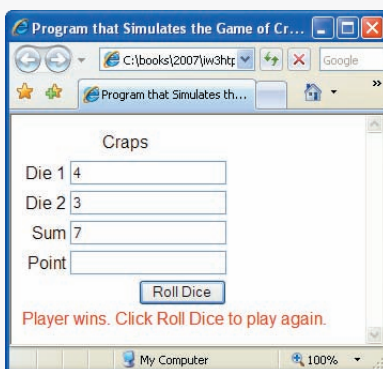 Program that Simulates the Game of Cr...
C:\books\2007\iw3htp
Google
Program that Simulates th...
»
Craps
Die 1 4
Die 2 3
Sum 7
Point
Roll Dice
Player wins. Click Roll Dice to play again.
My Computer 100%